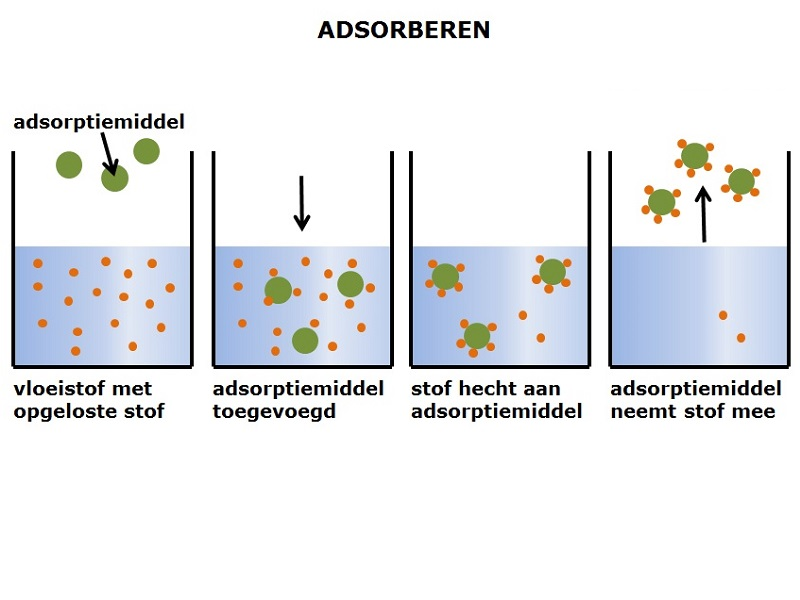 ADSORBEREN
adsorptiemiddel
vloeistof met
opgeloste stof
adsorptiemiddel
toegevoegd
stof hecht aan
adsorptiemiddel
adsorptiemiddel
neemt stof mee